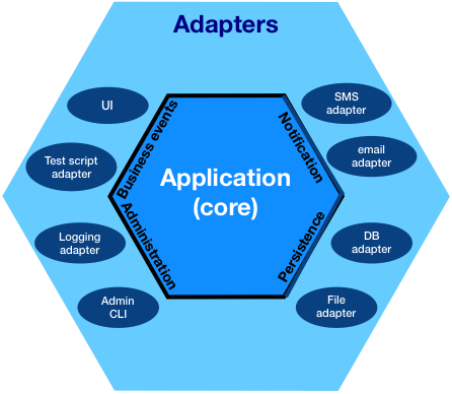 Adapters
UI
Test script
adapter
Logging
adapter
Admin
CLI
Business events
Administration
Application
(core)
Notification
Persistence
SMS
adapter
email
adapter
DB
adapter
File
adapter